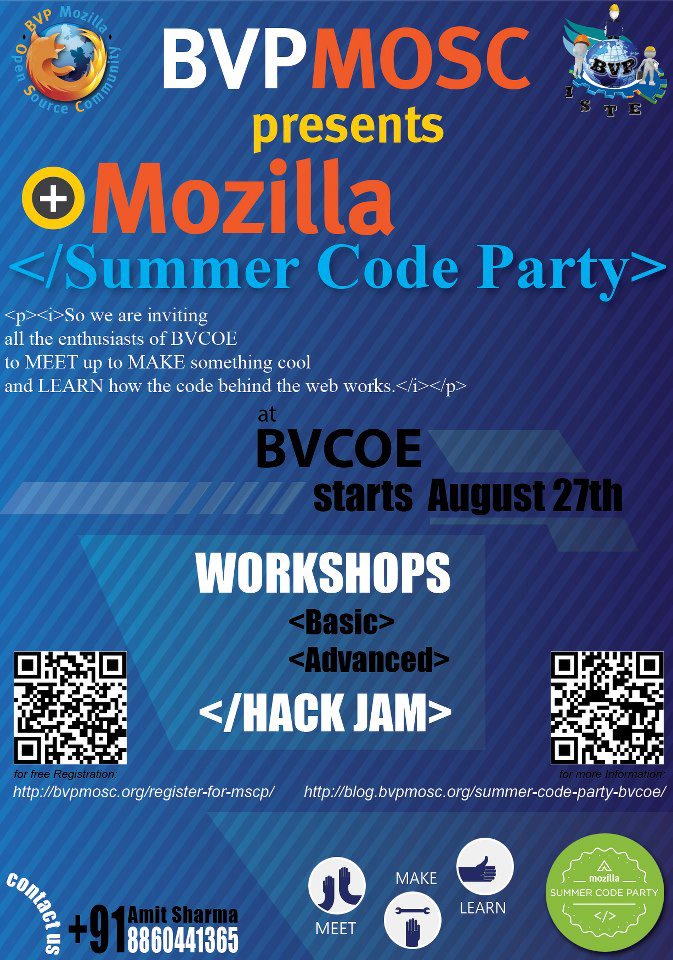 BVP Mozilla
Open Source Community
BVPMOSC
BVP
ISTE
presents
+Mozilla
</Summer Code Party>
<p><i>So we are inviting
all the enthusiasts of BVCOE
to MEET up to MAKE something cool
and LEARN how the code behind the web works.</i></p>
at
BVCOE
starts August 27th
WORKSHOPS
<Basic>
<Advanced>
</HACK JAM>
for free Registration:
http://bvpmosc.org/register-for-mscp/
for more Information:
http://blog.bvpmosc.org/summer-code-party-bvcoe/
contact us
+91
Amit Sharma
8860441365
MEET
MAKE
LEARN
mozilla
SUMMER CODE PARTY
</>